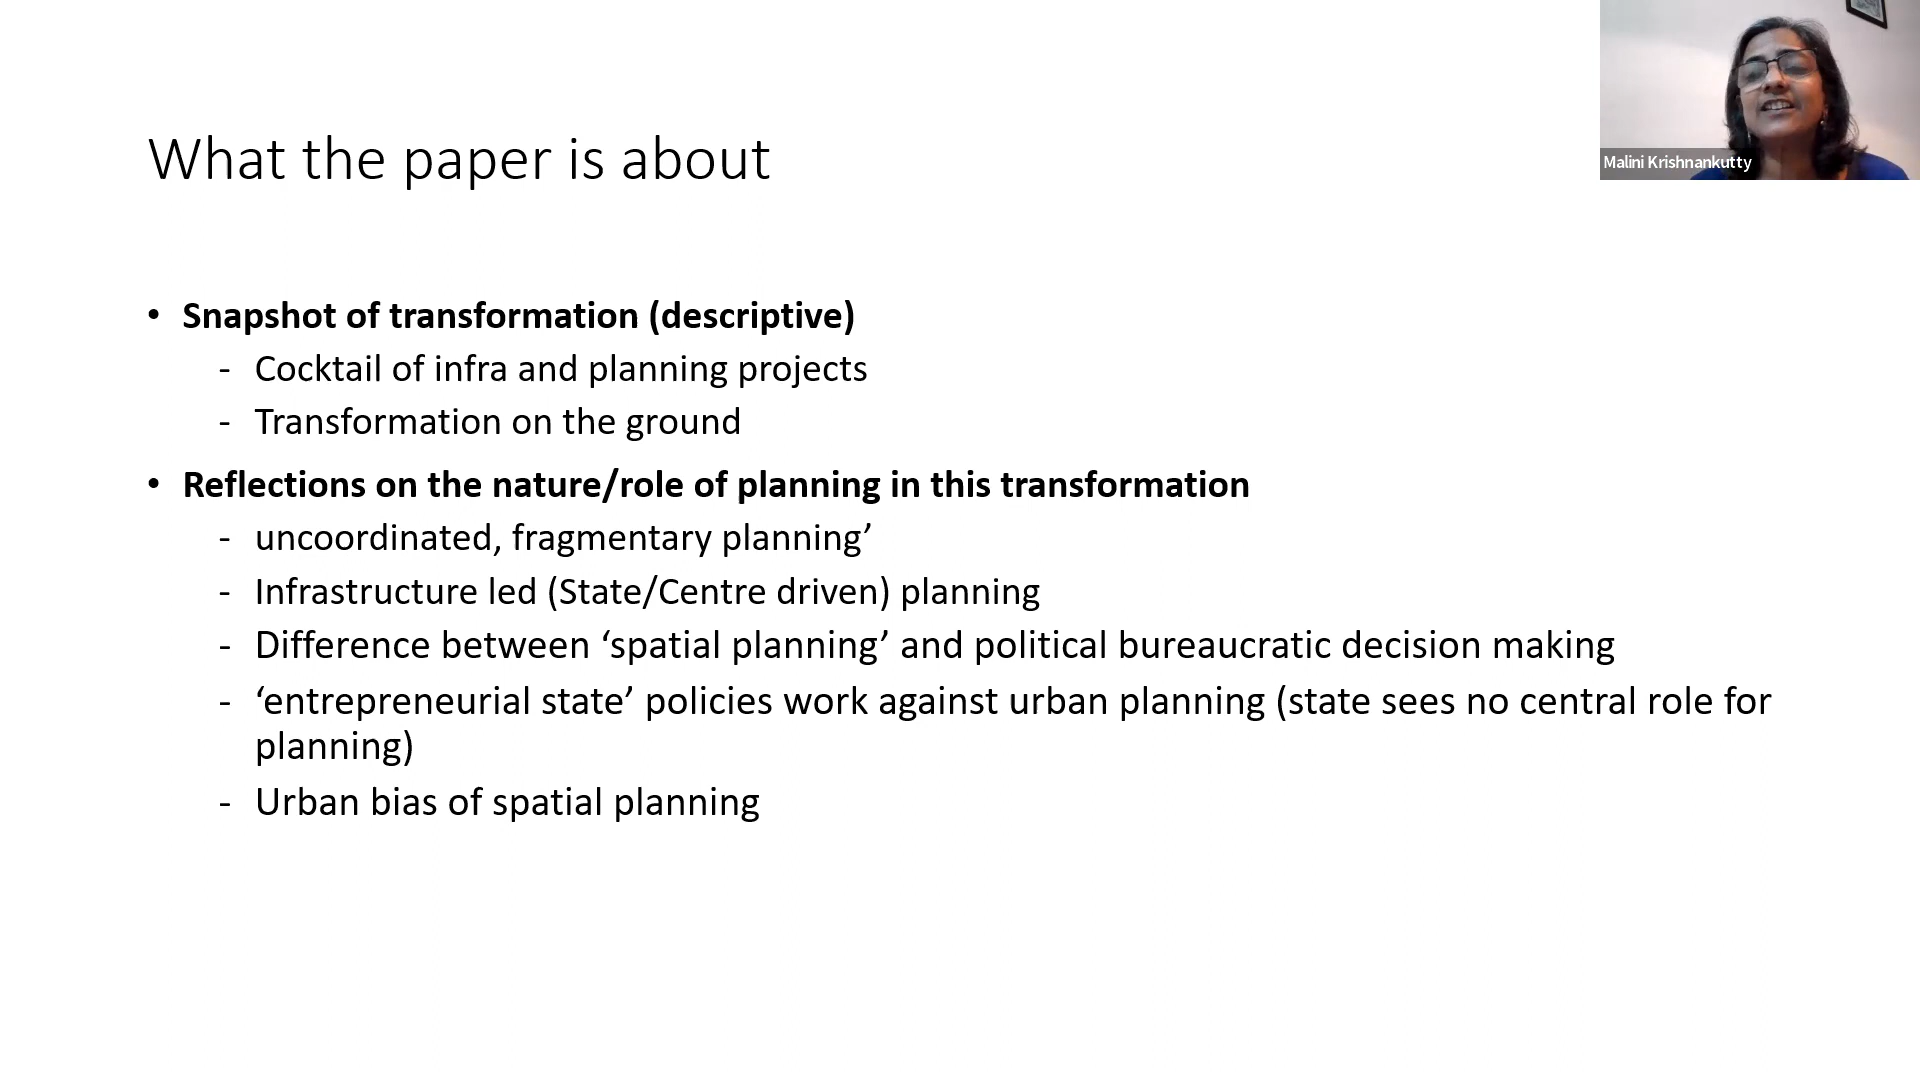 Malini Krishnankutty
What the paper is about
• Snapshot of transformation (descriptive)
- Cocktail of infra and planning projects
- Transformation on the ground
• Reflections on the nature/role of planning in this transformation
- uncoordinated, fragmentary planning’
- Infrastructure led (State/Centre driven) planning
- Difference between ‘spatial planning’ and political bureaucratic decision making
- ‘entrepreneurial state’ policies work against urban planning (state sees no central role for
planning)
- Urban bias of spatial planning